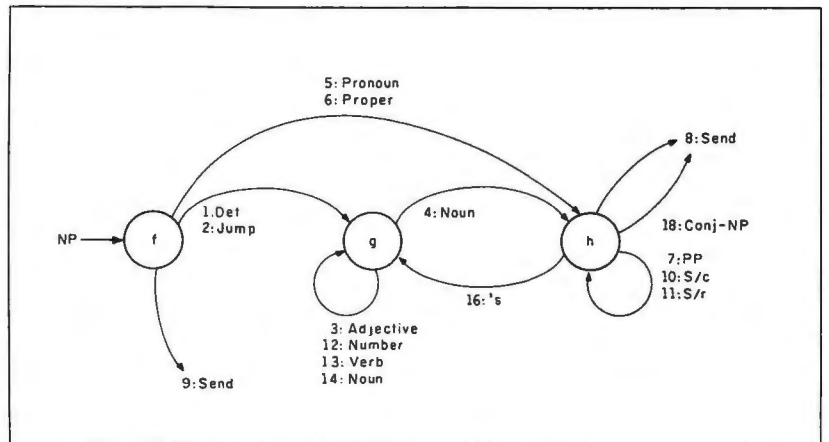 5: Pronoun
6: Proper
8: Send
1. Det
2: Jump
4: Noun
18: Conj-NP
NP
f
g
h
7: PP
10: S/c
11: S/r
16: 's
3: Adjective
12: Number
13: Verb
14: Noun
9: Send